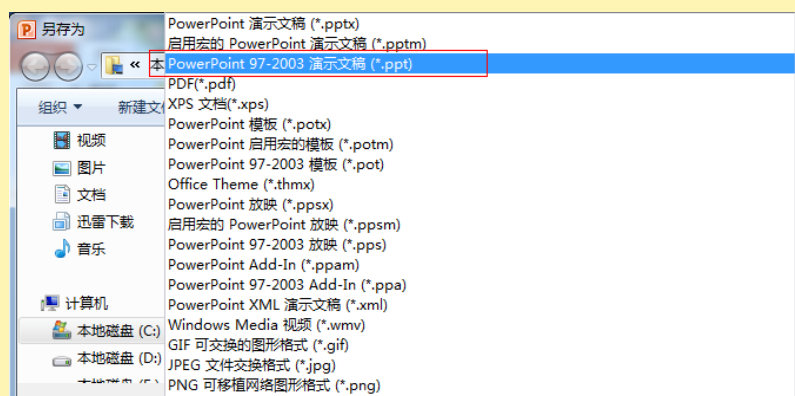 另存为
PowerPoint 演示文稿 (*.pptx)
启用宏的 PowerPoint 演示文稿 (*.pptm)
« 本
PowerPoint 97-2003 演示文稿 (*.ppt)
PDF(*.pdf)
组织 新建文
XPS 文档(*.xps)
PowerPoint 模板 (*.potx)
视频
PowerPoint 启用宏的模板 (*.potm)
图片
PowerPoint 97-2003 模板 (*.pot)
Office Theme (*.thmx)
文档
PowerPoint 放映 (*.ppsx)
迅雷下载
启用宏的 PowerPoint 放映 (*.ppsm)
音乐
PowerPoint 97-2003 放映 (*.pps)
PowerPoint Add-In (*.ppam)
PowerPoint 97-2003 Add-In (*.ppa)
计算机
PowerPoint XML 演示文稿 (*.xml)
本地磁盘 (C:)
Windows Media 视频 (*.wmv)
GIF 可交换的图形格式 (*.gif)
本地磁盘 (D:)
JPEG 文件交换格式 (*.jpg)
PNG 可移植网络图形格式 (*.png)